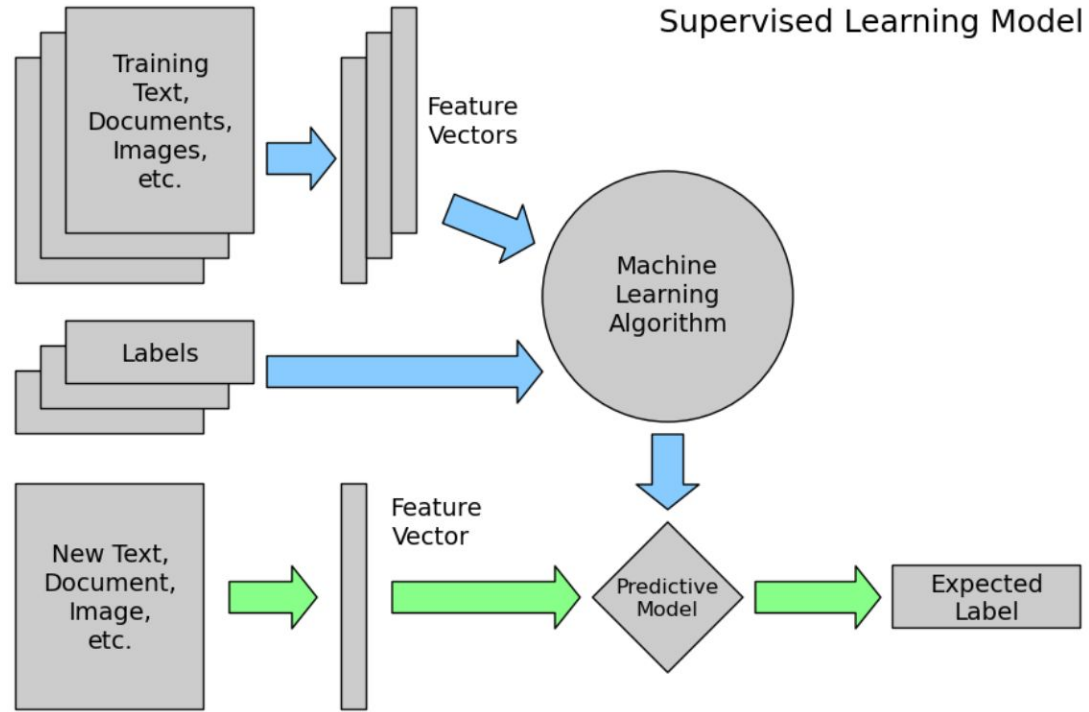 Supervised Learning Model
Training
Text,
Documents,
Images,
etc.
Feature
Vectors
Machine
Learning
Algorithm
Labels
New Text,
Document,
Image,
etc.
Feature
Vector
Predictive
Model
Expected
Label